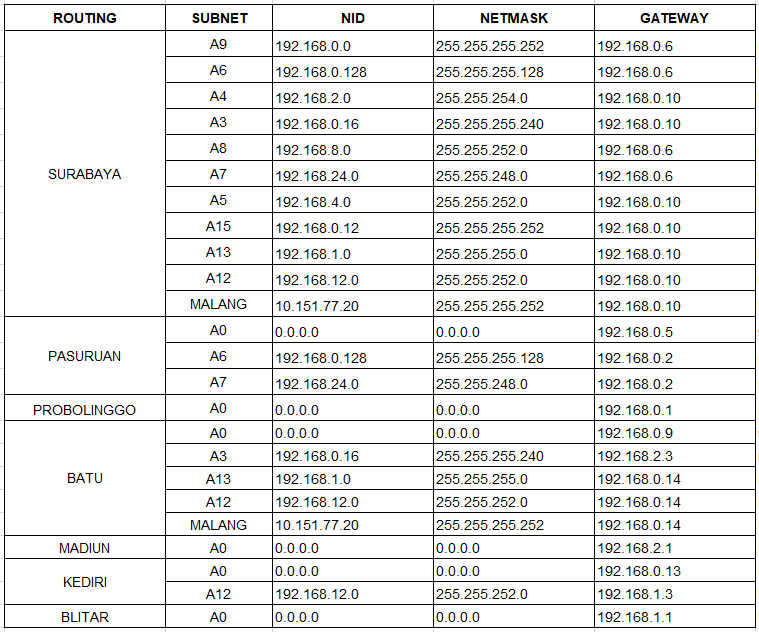 ROUTING SUBNET NID NETMASK GATEWAY
SURABAYA A9 192.168.0.0 255.255.255.252 192.168.0.6
A6 192.168.0.128 255.255.255.128 192.168.0.6
A4 192.168.2.0 255.255.254.0 192.168.0.10
A3 192.168.0.16 255.255.255.240 192.168.0.10
A8 192.168.8.0 255.255.252.0 192.168.0.6
A7 192.168.24.0 255.255.248.0 192.168.0.6
A5 192.168.4.0 255.255.252.0 192.168.0.10
A15 192.168.0.12 255.255.255.252 192.168.0.10
A13 192.168.1.0 255.255.255.0 192.168.0.10
A12 192.168.12.0 255.255.252.0 192.168.0.10
MALANG 10.151.77.20 255.255.255.252 192.168.0.10
PASURUAN A0 0.0.0.0 0.0.0.0 192.168.0.5
A6 192.168.0.128 255.255.255.128 192.168.0.2
A7 192.168.24.0 255.255.248.0 192.168.0.2
PROBOLINGGO A0 0.0.0.0 0.0.0.0 192.168.0.1
BATU A0 0.0.0.0 0.0.0.0 192.168.0.9
A3 192.168.0.16 255.255.255.240 192.168.2.3
A13 192.168.1.0 255.255.255.0 192.168.0.14
A12 192.168.12.0 255.255.252.0 192.168.0.14
MALANG 10.151.77.20 255.255.255.252 192.168.0.14
MADIUN A0 0.0.0.0 0.0.0.0 192.168.2.1
KEDIRI A0 0.0.0.0 0.0.0.0 192.168.0.13
A12 192.168.12.0 255.255.252.0 192.168.1.3
BLITAR A0 0.0.0.0 0.0.0.0 192.168.1.1